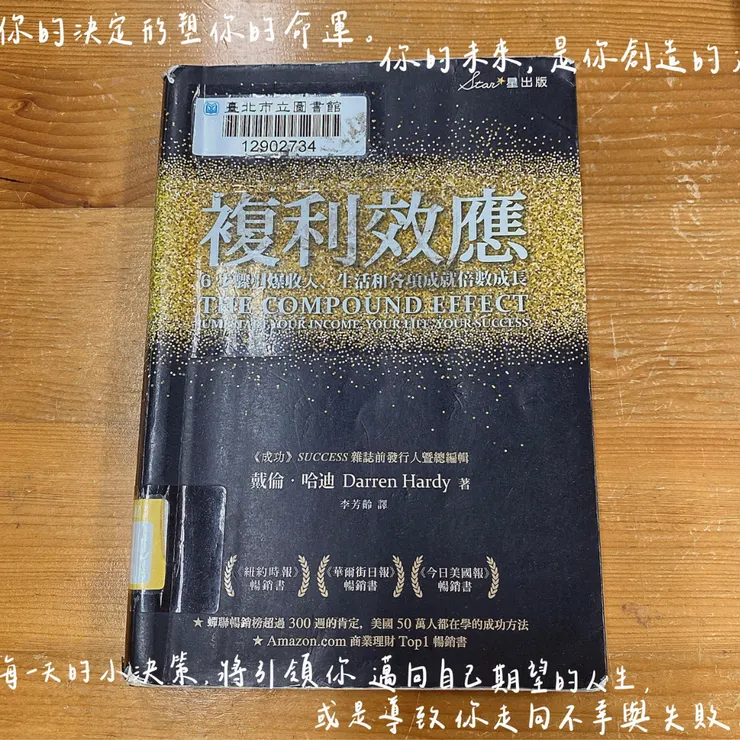 你的決定形塑你的命運。
你的未來,是你創造的
Star 星出版
臺北市立圖書館
12902734
複利效應
6步驟引爆收入、生活和各項成就倍數成長
THE COMPOUND EFFECT
JUMPSTART YOUR INCOME, YOUR LIFE, YOUR SUCCESS
《成功》SUCCESS 雜誌前發行人暨總編輯
戴倫·哈迪 Darren Hardy 著
李芳齡 譯
《紐約時報》 《華爾街日報》 《今日美國報》
暢銷書 暢銷書 暢銷書
★ 蟬聯暢銷榜超過 300 週的肯定,美國 50 萬人都在學的成功方法
★ Amazon.com 商業理財 Top1 暢銷書
每一天的小決策,將引領你邁向自己期望的人生,
或是導致你走向不幸與失敗